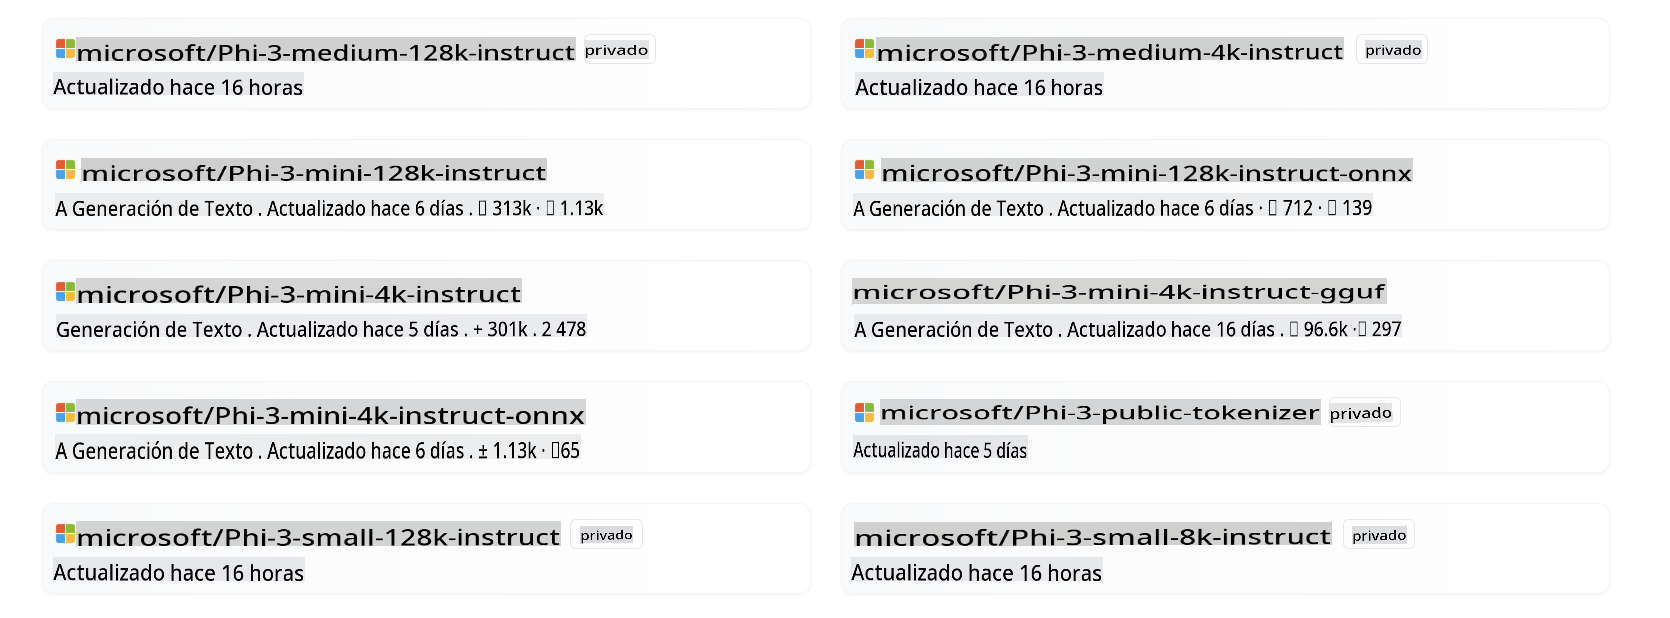 microsoft/Phi-3-medium-128k-instruct privado
Actualizado hace 16 horas
microsoft/Phi-3-medium-4k-instruct privado
Actualizado hace 16 horas
microsoft/Phi-3-mini-128k-instruct
A Generación de Texto . Actualizado hace 6 días . 313k · 1.13k
microsoft/Phi-3-mini-128k-instruct-onnx
A Generación de Texto . Actualizado hace 6 días · 712 · 139
microsoft/Phi-3-mini-4k-instruct
Generación de Texto . Actualizado hace 5 días . + 301k . 2 478
microsoft/Phi-3-mini-4k-instruct-gguf
A Generación de Texto . Actualizado hace 16 días . 96.6k · 297
microsoft/Phi-3-mini-4k-instruct-onnx
A Generación de Texto . Actualizado hace 6 días . ± 1.13k · 65
microsoft/Phi-3-public-tokenizer privado
Actualizado hace 5 días
microsoft/Phi-3-small-128k-instruct privado
Actualizado hace 16 horas
microsoft/Phi-3-small-8k-instruct privado
Actualizado hace 16 horas